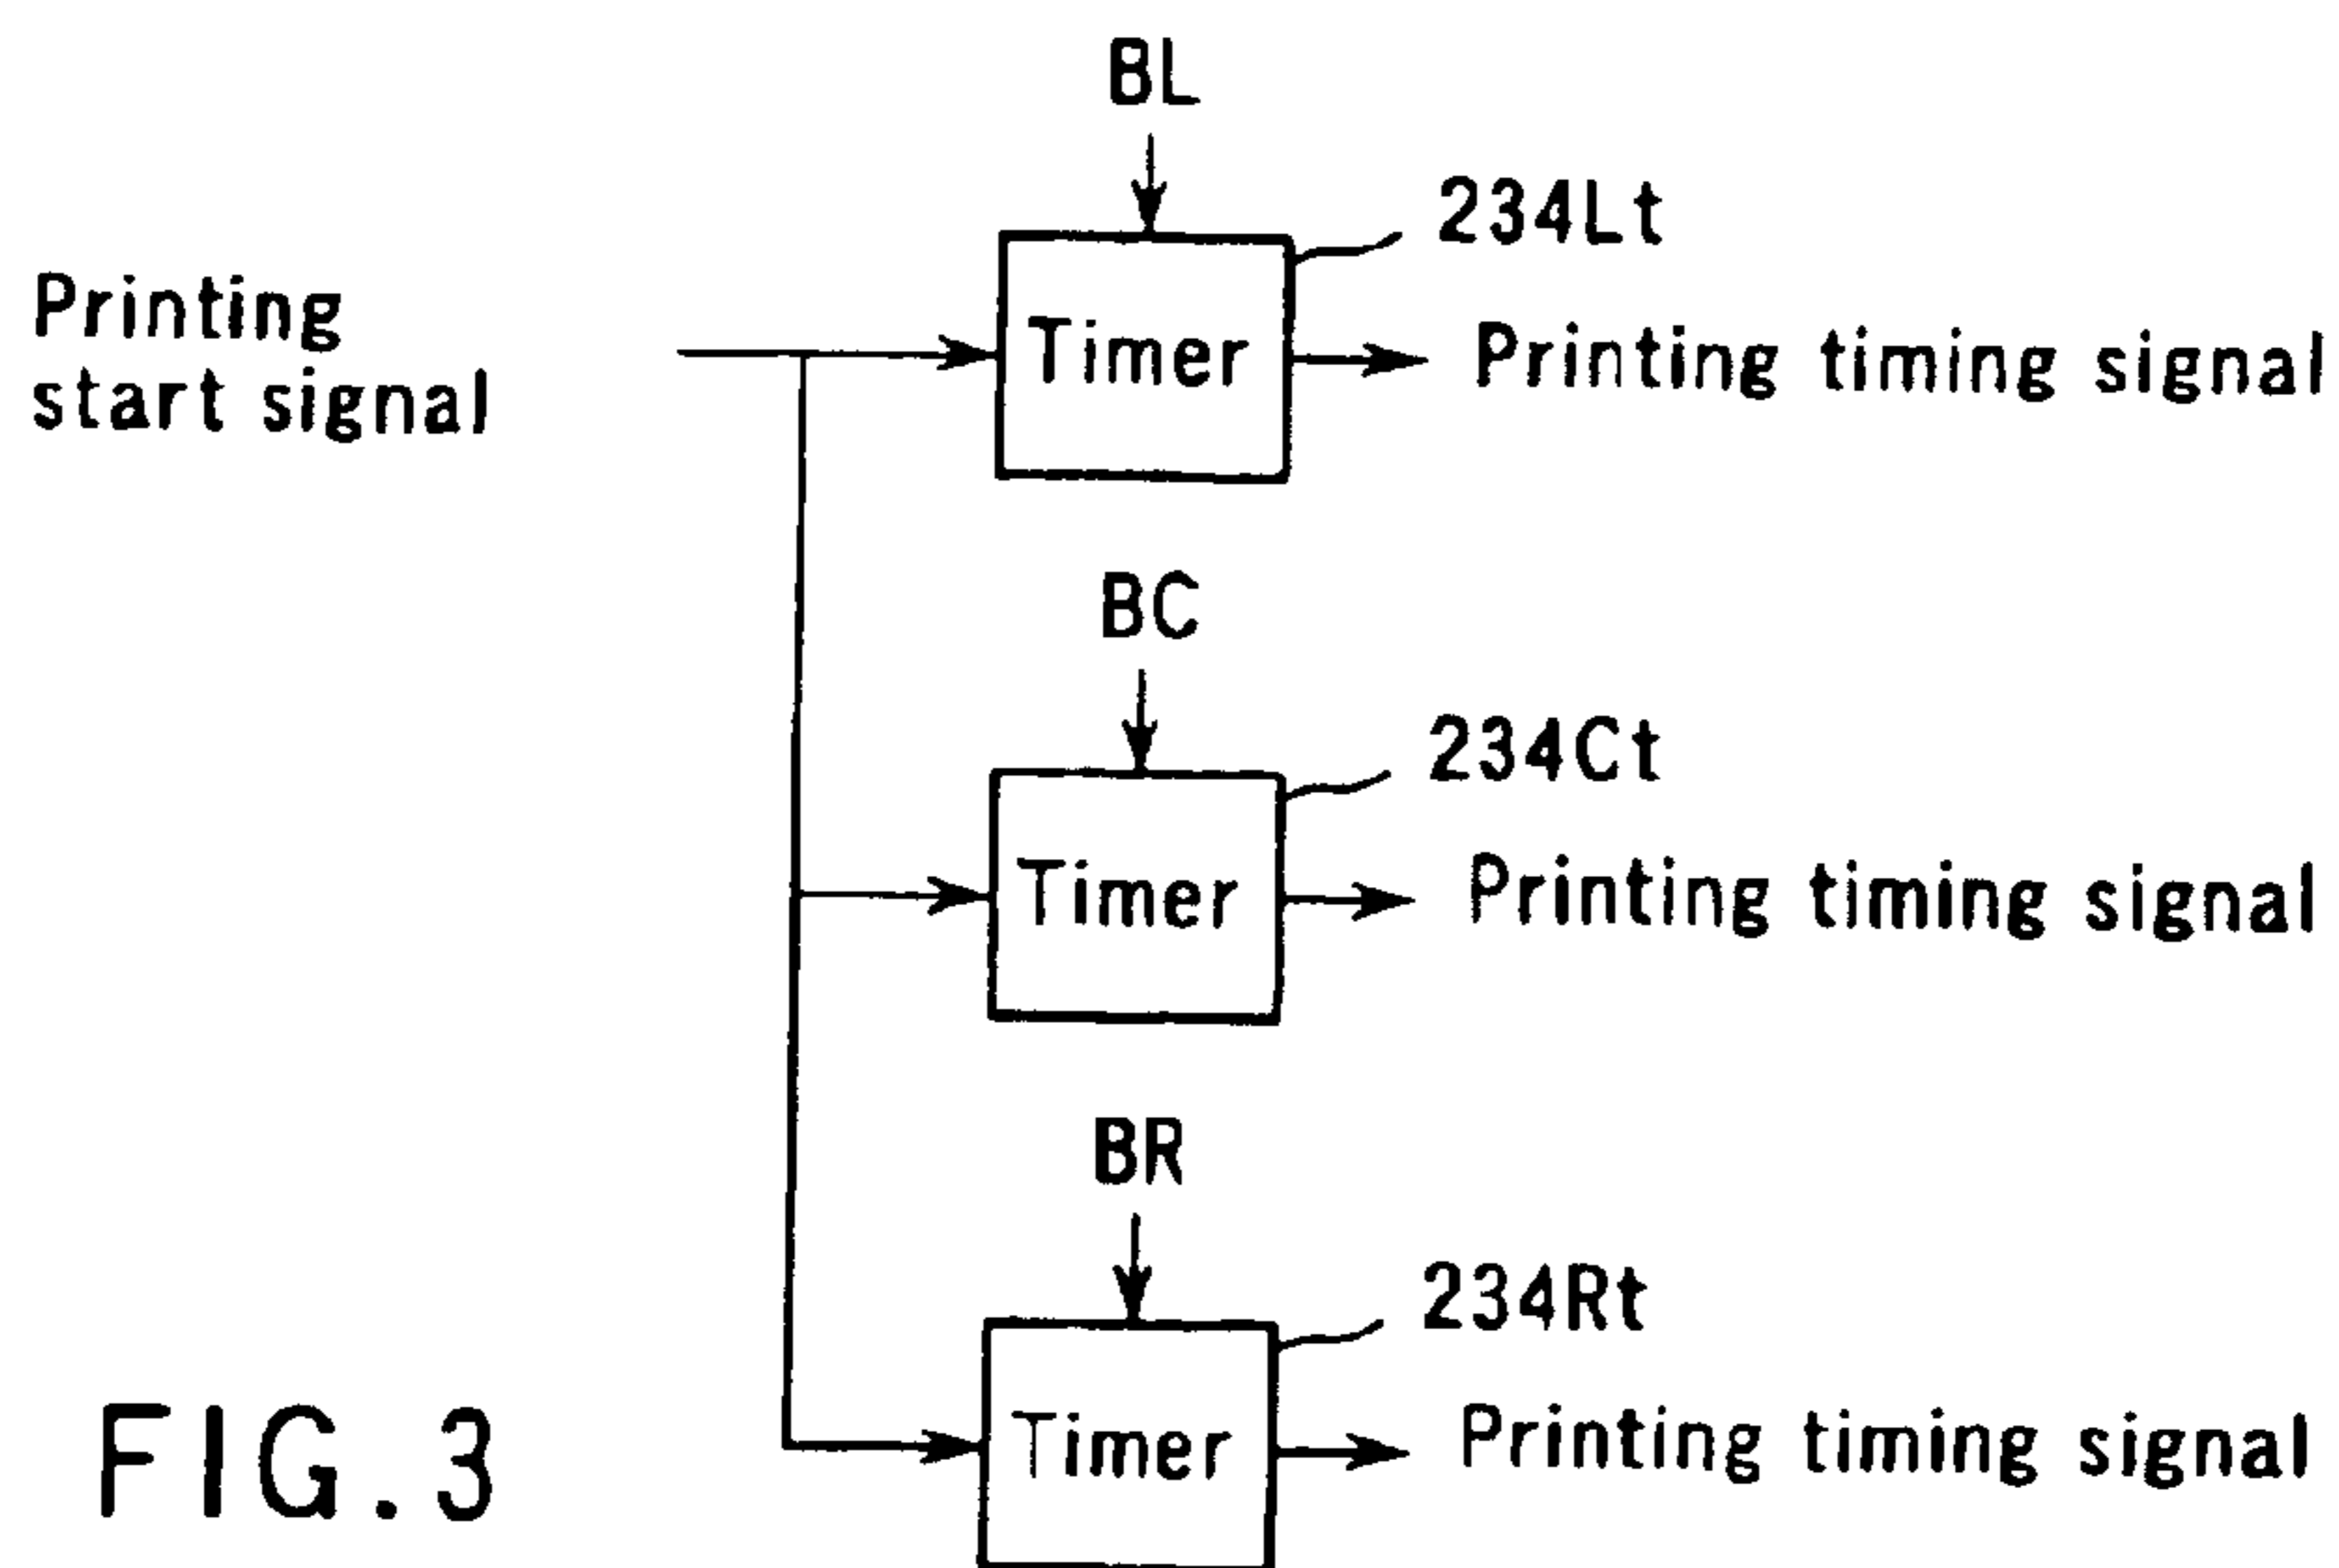 BL
234Lt
Printing
start signal
Timer
Printing timing signal
BC
234Ct
Timer
Printing timing signal
BR
234Rt
Timer
Printing timing signal
FIG.3